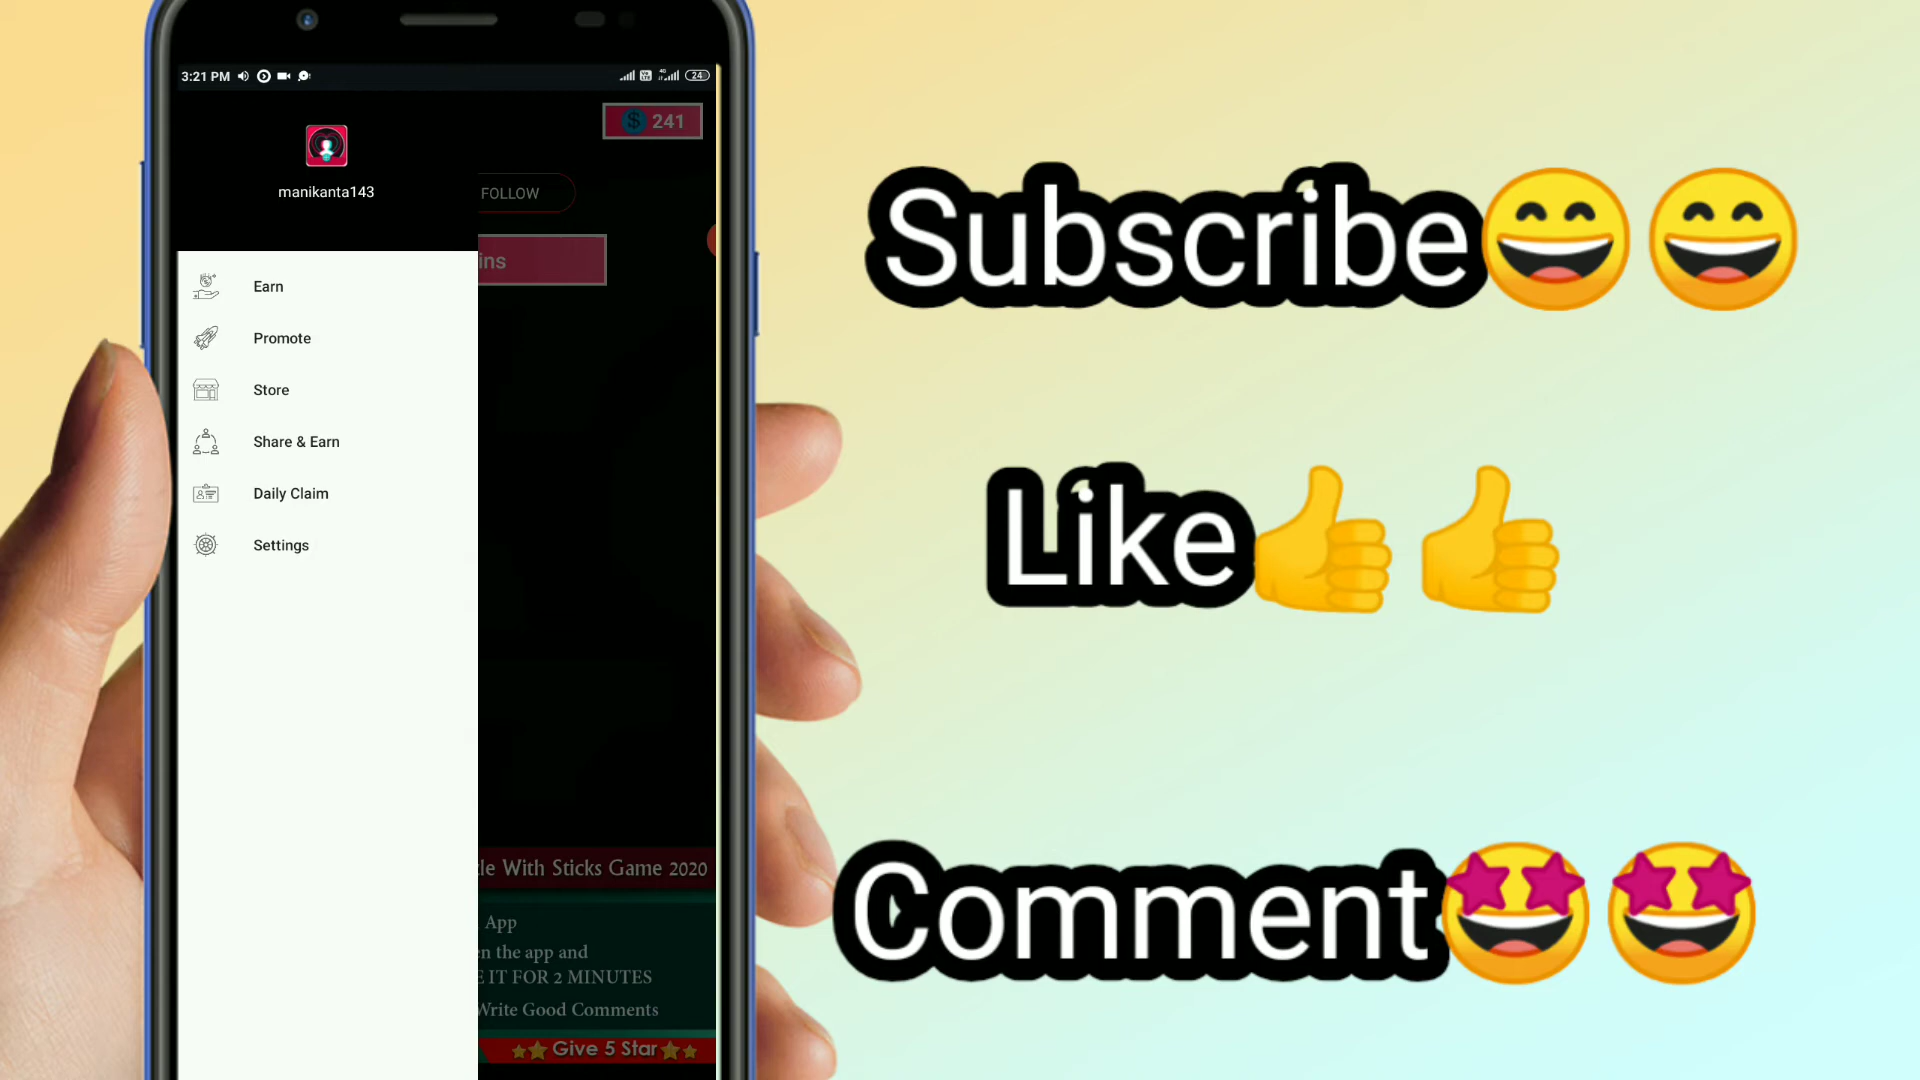 3:21 PM
24
$ 241
manikanta143
FOLLOW
ins
Earn
Promote
Store
Share & Earn
Daily Claim
Settings
With Sticks Game 2020
App
the app and
IT FOR 2 MINUTES
Write Good Comments
Give 5 Star
Subscribe😄😄
Like👍👍
Comment🤩🤩